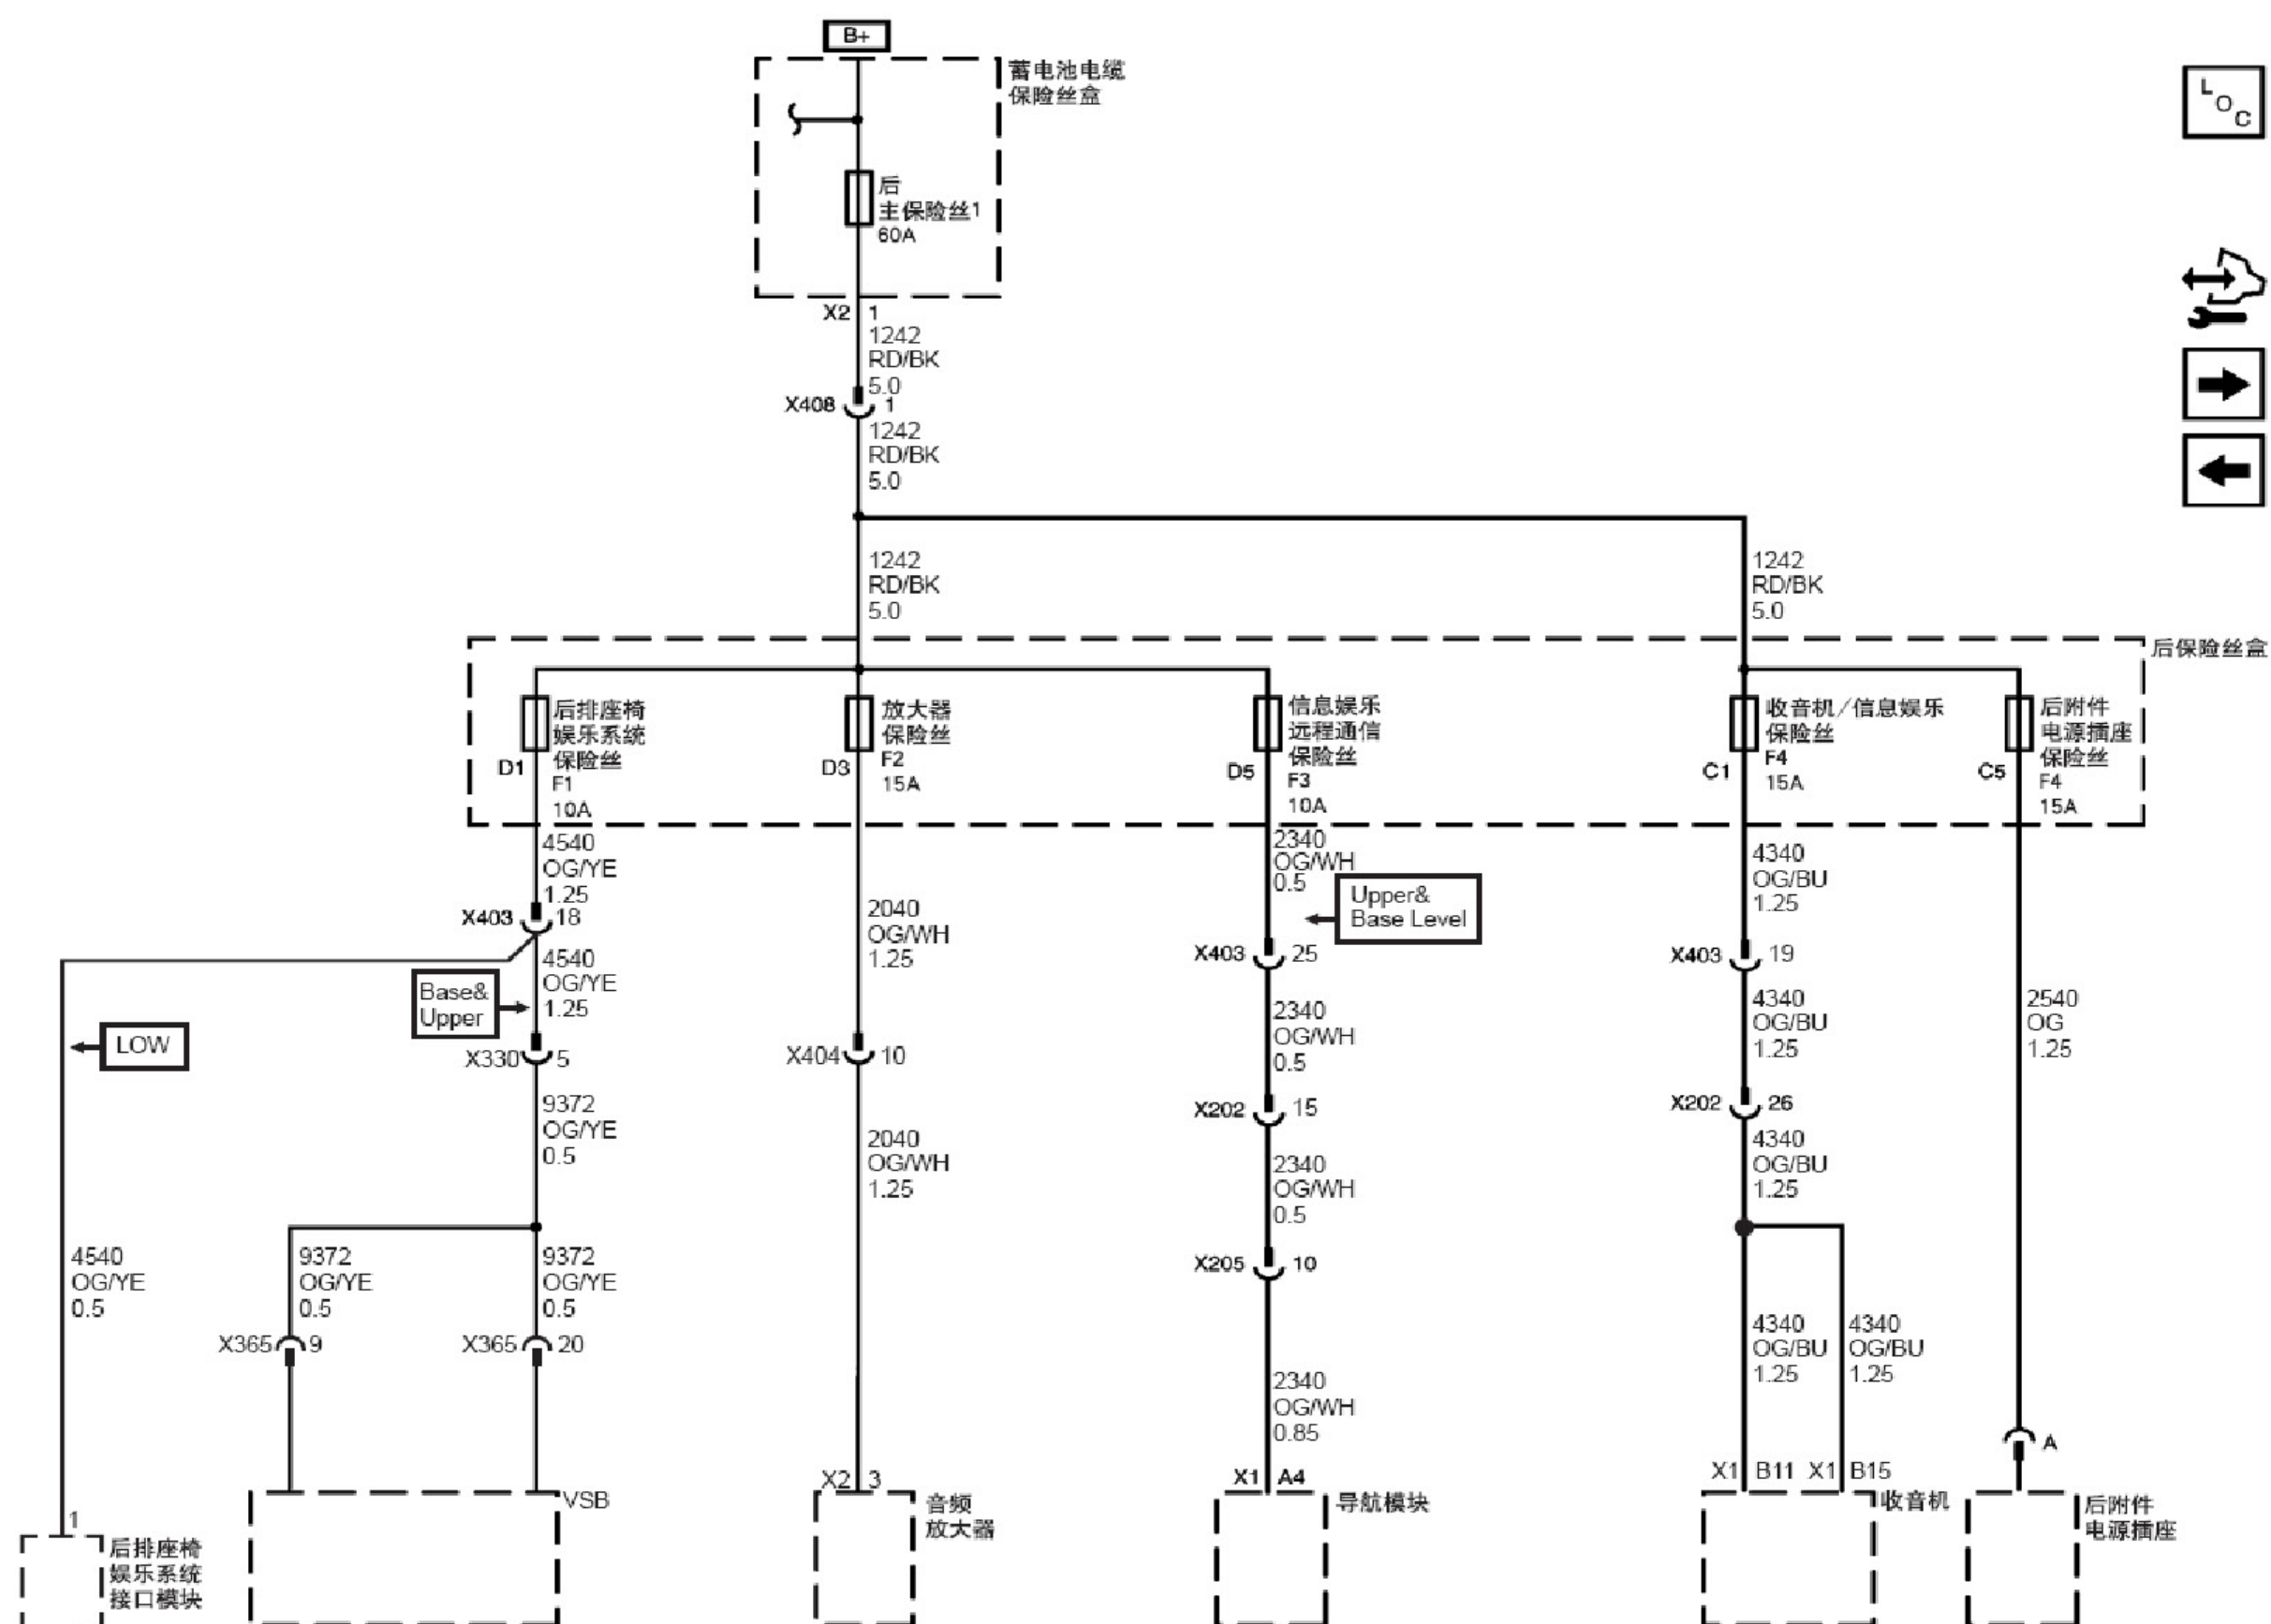 B+
蓄电池电缆
保险丝盒
L
O
C
后
主保险丝1
60A
X2 1
1242
RD/BK
5.0
X408 1
1242
RD/BK
5.0
1242
RD/BK
5.0
1242
RD/BK
5.0
后保险丝盒
后排座椅
娱乐系统
保险丝
F1
10A
D1
放大器
保险丝
F2
15A
D3
信息娱乐
远程通信
保险丝
F3
10A
D5
收音机/信息娱乐
保险丝
F4
15A
C1
后附件
电源插座
保险丝
F4
15A
C5
4540
OG/YE
1.25
X403 18
4540
OG/YE
1.25
Base&
Upper
LOW
X330 5
9372
OG/YE
0.5
4540
OG/YE
0.5
9372
OG/YE
0.5
9372
OG/YE
0.5
X365 9
X365 20
2040
OG/WH
1.25
X404 10
2040
OG/WH
1.25
2340
OG/WH
0.5
Upper&
Base Level
X403 25
2340
OG/WH
0.5
X202 15
2340
OG/WH
0.5
X205 10
2340
OG/WH
0.85
4340
OG/BU
1.25
X403 19
4340
OG/BU
1.25
X202 26
4340
OG/BU
1.25
4340
OG/BU
1.25
4340
OG/BU
1.25
2540
OG
1.25
A
1
后排座椅
娱乐系统
接口模块
VSB
X2 3
音频
放大器
X1 A4
导航模块
X1 B11 X1 B15
收音机
后附件
电源插座